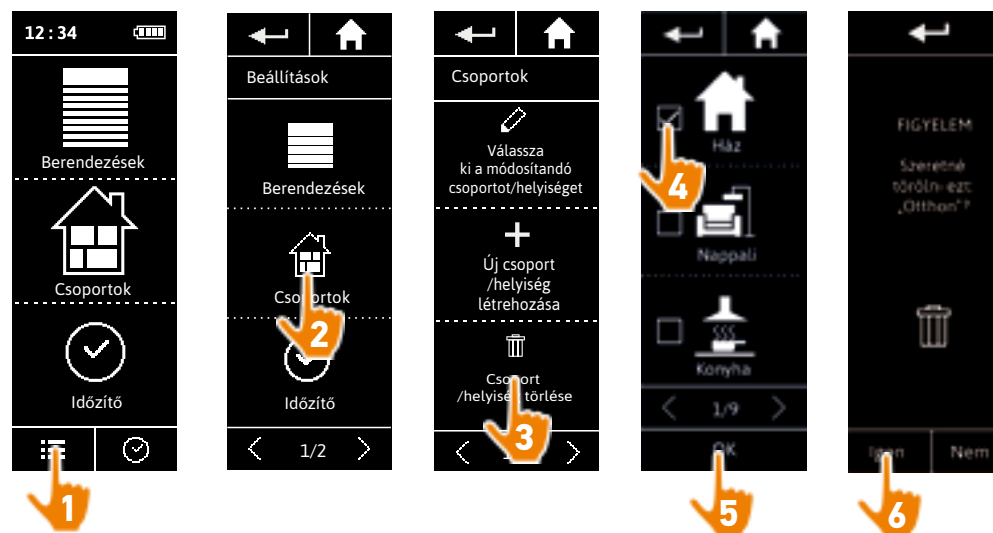 12:34
Berendezések
Csoportok
Időzítő
1
Beállítások
Berendezések
Csoportok
2
Időzítő
1/2
Csoportok
Válassza
ki a módosítandó
csoportot/helyiséget
Új csoport
/helyiség
létrehozása
Csoport
/helyiség törlése
3
Ház
4
Nappali
Konyha
1/9
OK
5
FIGYELEM
Szeretné
törölni ezt
„Otthon"?
Igen
Nem
6